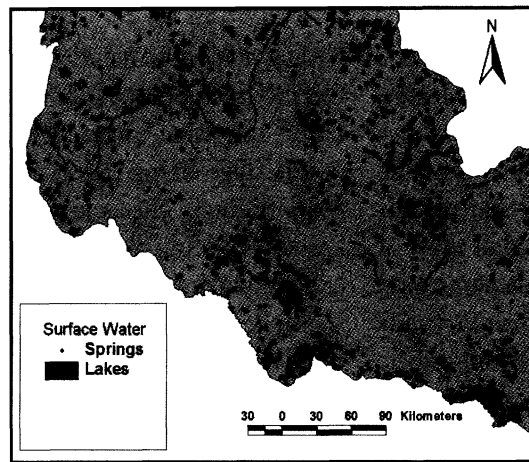 N
Surface Water
Springs
Lakes
30 0 30 60 90 Kilometers